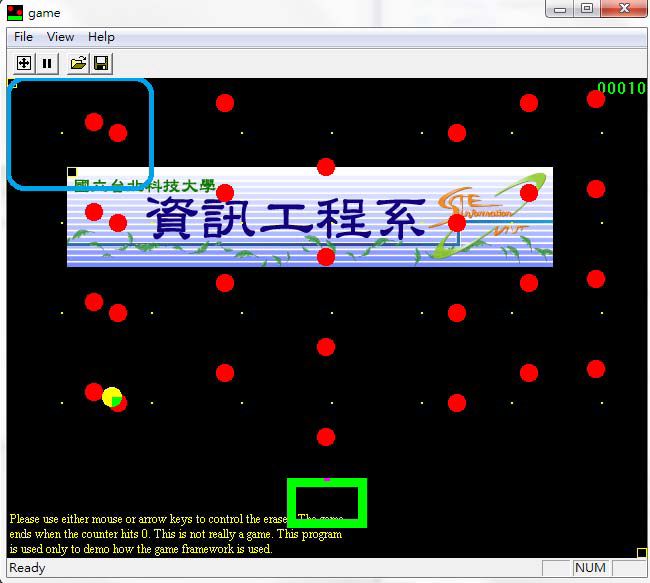 game
File View Help
00010
國立台北科技大學
資訊工程系
STE
Information
Please use either mouse or arrow keys to control the eraser. The game
ends when the counter hits 0. This is not really a game. This program
is used only to demo how the game framework is used.
Ready
NUM